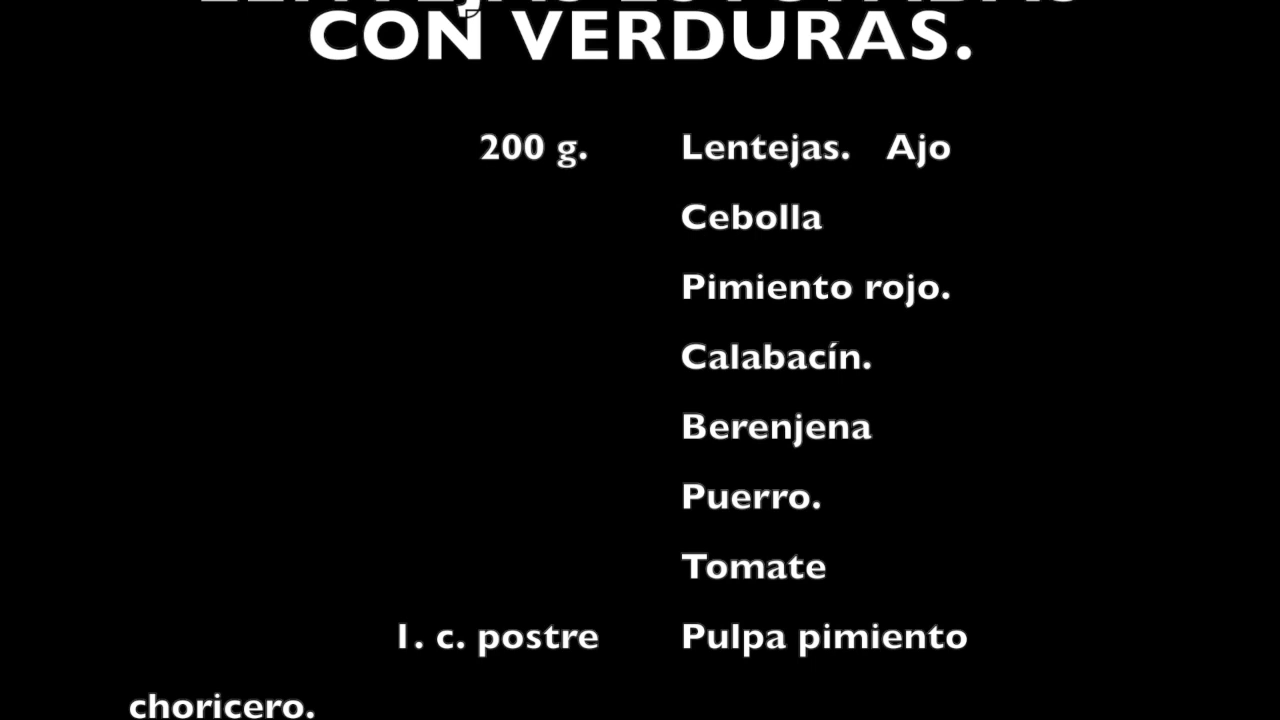 CON VERDURAS.
200 g. Lentejas. Ajo
Cebolla
Pimiento rojo.
Calabacín.
Berenjena
Puerro.
Tomate
1. c. postre Pulpa pimiento
choricero.